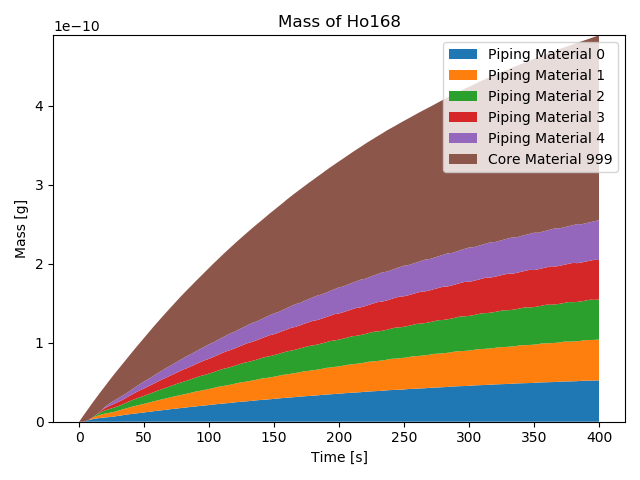 Mass of Ho168
1e−10
Mass [g]
4
3
2
1
0
0 50 100 150 200 250 300 350 400
Time [s]
Piping Material 0
Piping Material 1
Piping Material 2
Piping Material 3
Piping Material 4
Core Material 999